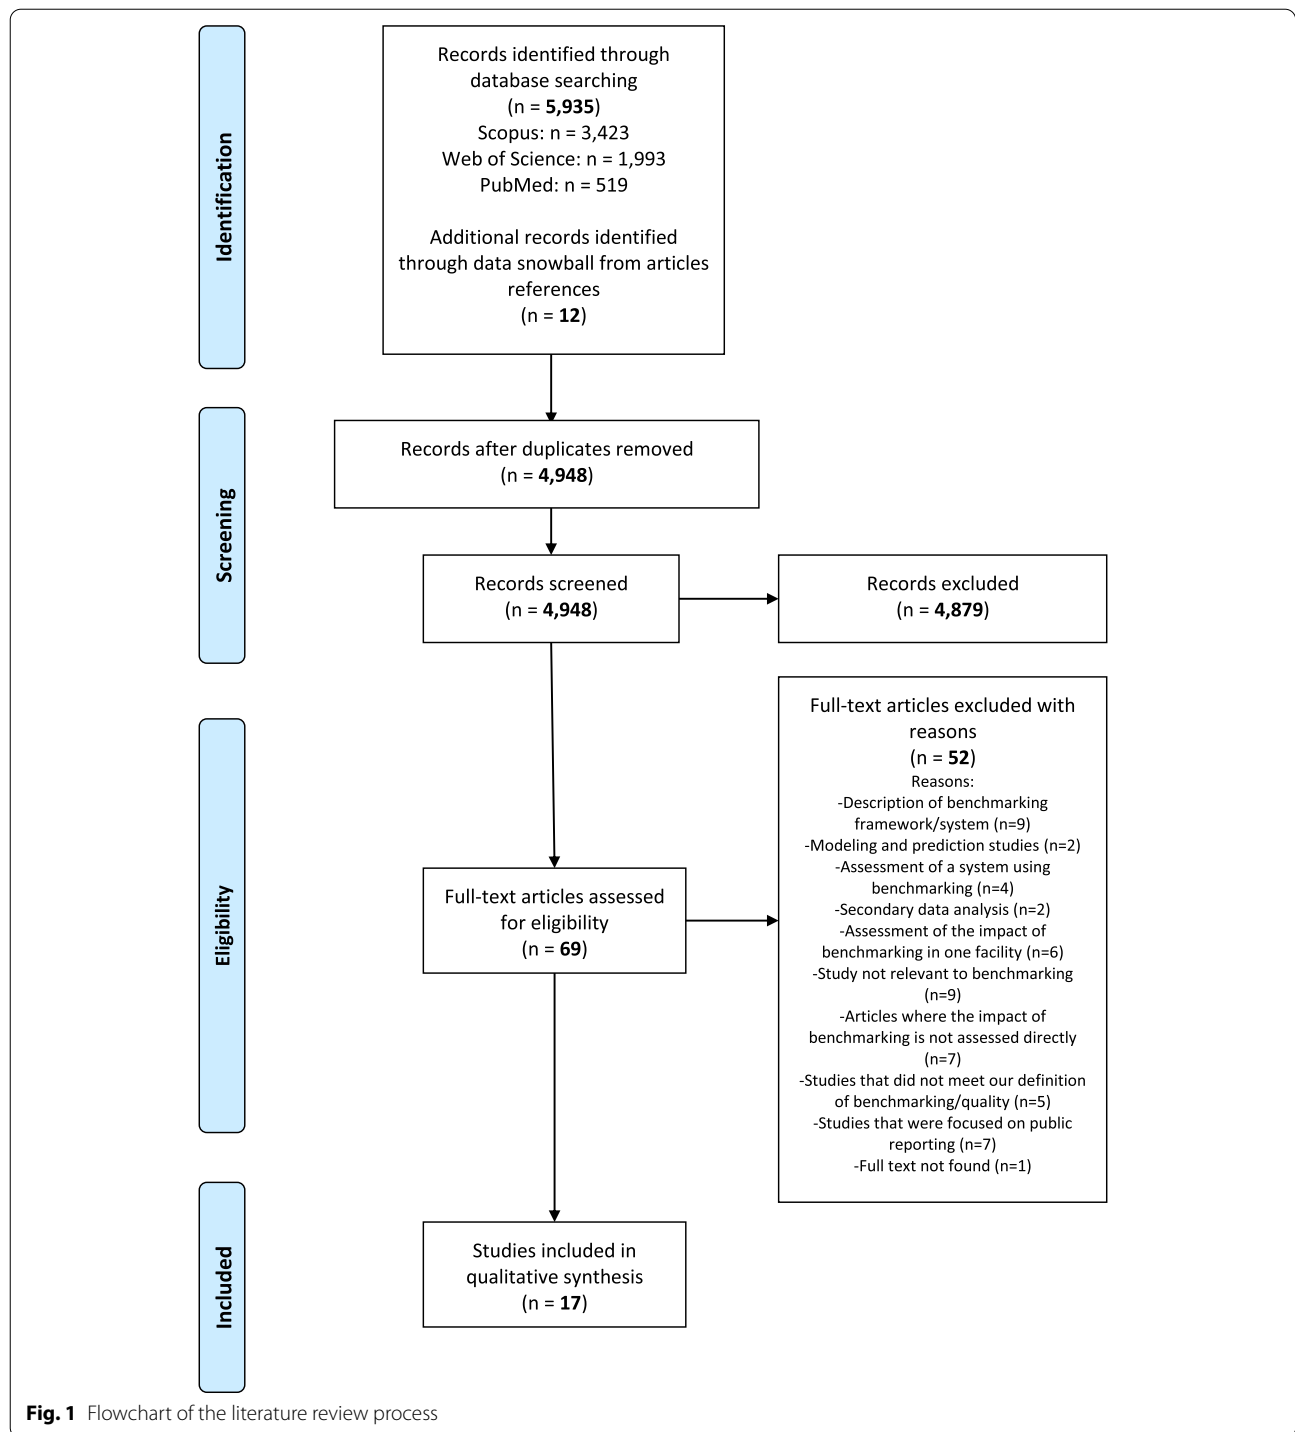 Identification
Records identified through
database searching
(n = 5,935)
Scopus: n = 3,423
Web of Science: n = 1,993
PubMed: n = 519
Additional records identified
through data snowball from articles
references
(n = 12)
Screening
Records after duplicates removed
(n = 4,948)
Records screened
(n = 4,948)
Records excluded
(n = 4,879)
Eligibility
Full-text articles assessed
for eligibility
(n = 69)
Full-text articles excluded with
reasons
(n = 52)
Reasons:
-Description of benchmarking
framework/system (n=9)
-Modeling and prediction studies (n=2)
-Assessment of a system using
benchmarking (n=4)
-Secondary data analysis (n=2)
-Assessment of the impact of
benchmarking in one facility (n=6)
-Study not relevant to benchmarking
(n=9)
-Articles where the impact of
benchmarking is not assessed directly
(n=7)
-Studies that did not meet our definition
of benchmarking/quality (n=5)
-Studies that were focused on public
reporting (n=7)
-Full text not found (n=1)
Included
Studies included in
qualitative synthesis
(n = 17)
Fig. 1 Flowchart of the literature review process